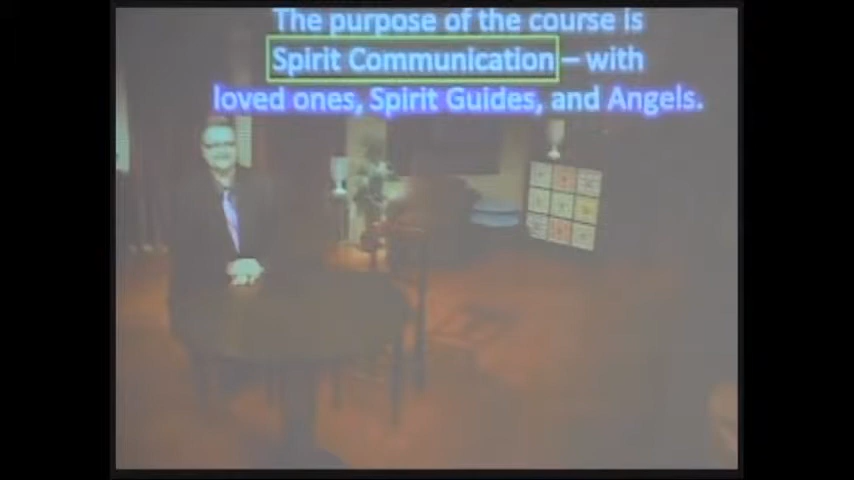 The purpose of the course is
Spirit Communication – with
loved ones, Spirit Guides, and Angels.